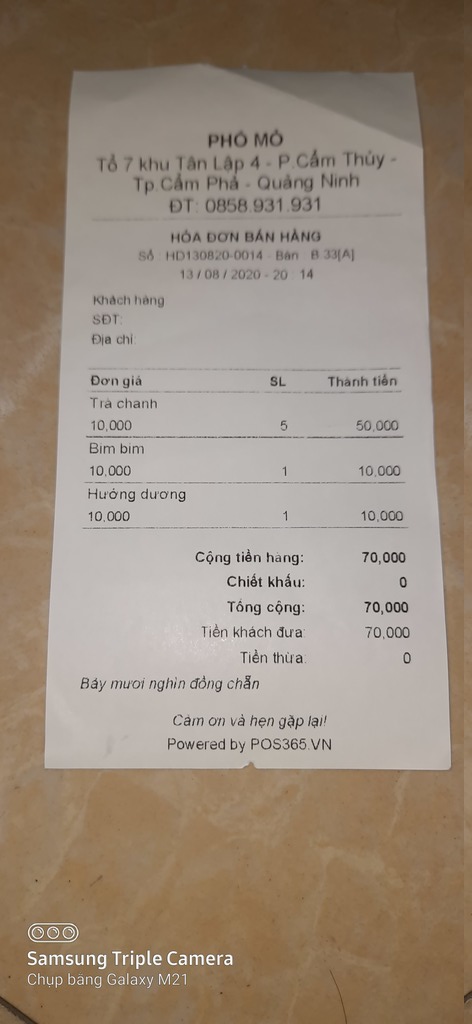 PHỐ MỎ
Tổ 7 khu Tân Lập 4 - P.Cẩm Thủy -
Tp.Cẩm Phả - Quảng Ninh
ĐT: 0858.931.931
HÓA ĐƠN BÁN HÀNG
Số : HD130820-0014 - Bàn : B.33[A]
13 / 08 / 2020 - 20 : 14
Khách hàng
SĐT:
Địa chỉ:
Đơn giá SL Thành tiền
Trà chanh
10,000 5 50,000
Bim bim
10,000 1 10,000
Hướng dương
10,000 1 10,000
Cộng tiền hàng: 70,000
Chiết khấu: 0
Tổng cộng: 70,000
Tiền khách đưa: 70,000
Tiền thừa: 0
Bảy mươi nghìn đồng chẵn
Cảm ơn và hẹn gặp lại!
Powered by POS365.VN
Samsung Triple Camera
Chụp bằng Galaxy M21